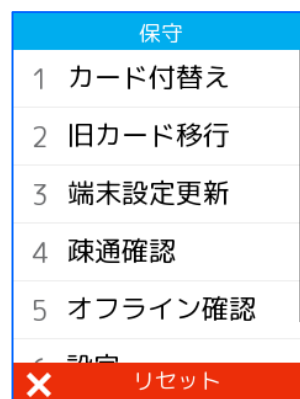 保守
1 カード付替え
2 旧カード移行
3 端末設定更新
4 疎通確認
5 オフライン確認
リセット